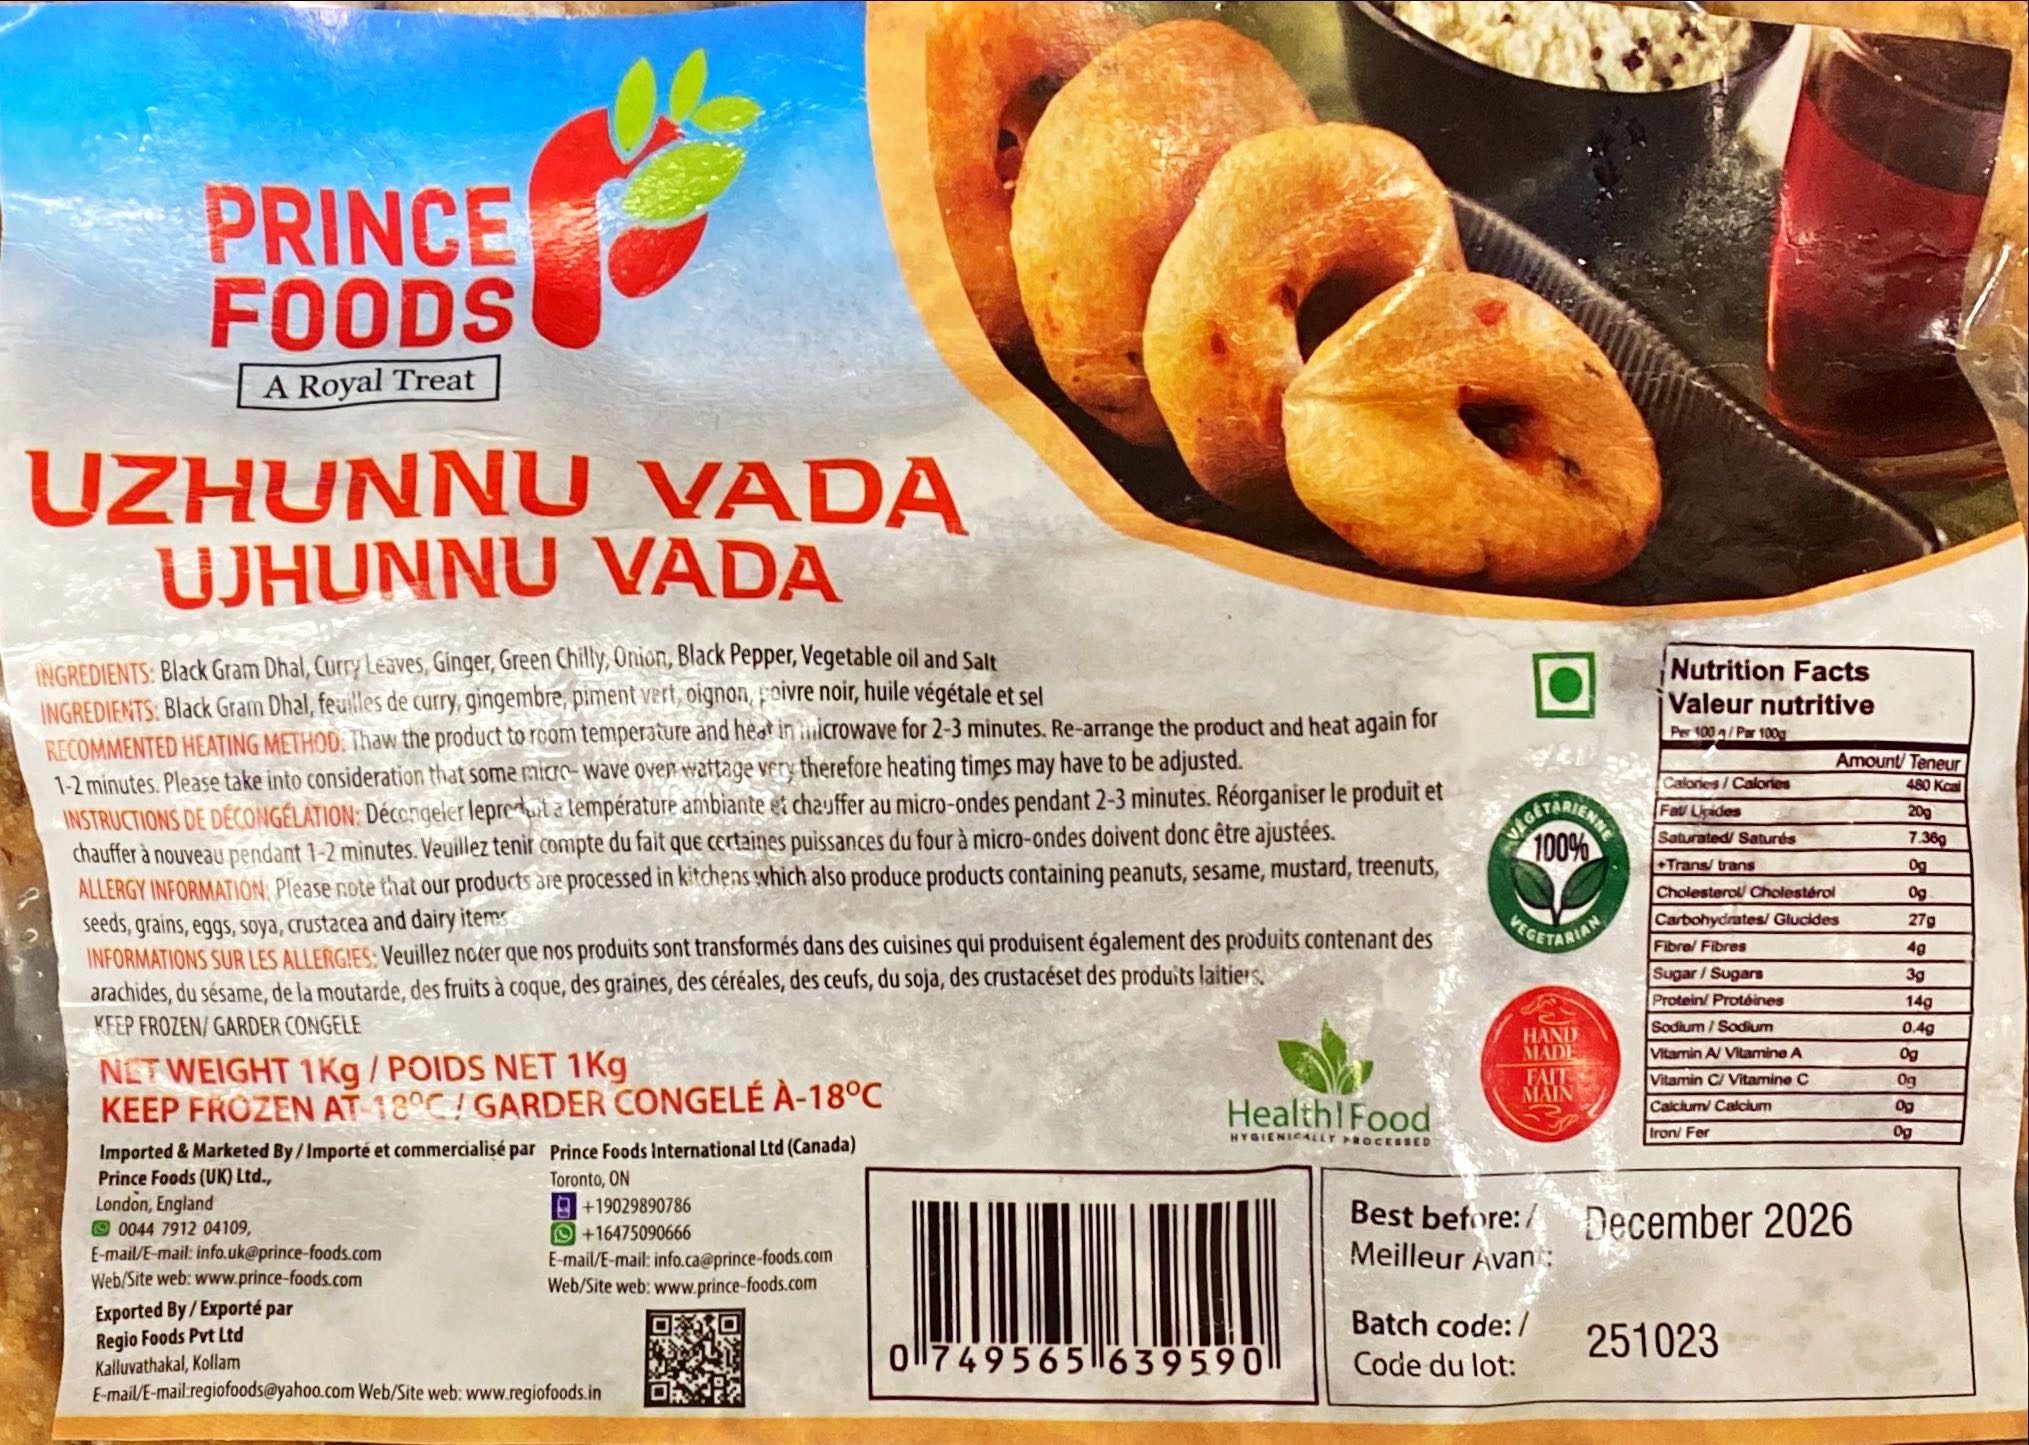 PRINCE
FOODS
A Royal Treat
UZHUNNU VADA
UJHUNNU VADA
INGREDIENTS: Black Gram Dhal, Curry Leaves, Ginger, Green Chilly, Onion, Black Pepper, Vegetable oil and Salt
INGREDIENTS: Black Gram Dhal, feuilles de curry, gingembre, piment vert, oignon, poivre noir, huile végétale et sel
RECOMMENTED HEATING METHOD: Thaw the product to room temperature and heat in microwave for 2-3 minutes. Re-arrange the product and heat again for
1-2 minutes. Please take into consideration that some micro- wave oven wattage very therefore heating times may have to be adjusted.
INSTRUCTIONS DE DÉCONGÉLATION: Décongeler leproduit a température ambiante et chauffer au micro-ondes pendant 2-3 minutes. Réorganiser le produit et
chauffer à nouveau pendant 1-2 minutes. Veuillez tenir compte du fait que certaines puissances du four à micro-ondes doivent donc être ajustées.
ALLERGY INFORMATION: Please note that our products are processed in kitchens which also produce products containing peanuts, sesame, mustard, treenuts,
seeds, grains, eggs, soya, crustacea and dairy items
INFORMATIONS SUR LES ALLERGIES: Veuillez noter que nos produits sont transformés dans des cuisines qui produisent également des produits contenant des
arachides, du sésame, de la moutarde, des fruits à coque, des graines, des céréales, des ceufs, du soja, des crustacéset des produits laitiers.
KEEP FROZEN/ GARDER CONGELE
NET WEIGHT 1Kg / POIDS NET 1Kg
KEEP FROZEN AT-18ºC / GARDER CONGELÉ À-18ºC
Imported & Marketed By / Importé et commercialisé par
Prince Foods (UK) Ltd.,
London, England
0044 7912 04109,
E-mail/E-mail: info.uk@prince-foods.com
Web/Site web: www.prince-foods.com
Exported By / Exporté par
Regio Foods Pvt Ltd
Kalluvathakal, Kollam
E-mail/E-mail:regiofoods@yahoo.com Web/Site web: www.regiofoods.in
Prince Foods International Ltd (Canada)
Toronto, ON
+19029890786
+16475090666
E-mail/E-mail: info.ca@prince-foods.com
Web/Site web: www.prince-foods.com
VÉGÉTARIENNE
100%
VEGETARIAN
HAND
MADE
FAIT
MAIN
Health Food
HYGIENICALLY PROCESSED
Nutrition Facts
Valeur nutritive
Per 100 g / Par 100g
Amount/ Teneur
Calories / Calories 480 Kcal
Fat/ Lipides 20g
Saturated/ Saturés 7.36g
+Trans/ trans 0g
Cholesterol/ Cholestérol 0g
Carbohydrates/ Glucides 27g
Fibre/ Fibres 4g
Sugar / Sugars 3g
Protein/ Protéines 14g
Sodium / Sodium 0.4g
Vitamin A/ Vitamine A 0g
Vitamin C/ Vitamine C 0g
Calcium/ Calcium 0g
Iron/ Fer 0g
0 749565 639590
Best before: / December 2026
Meilleur Avant:
Batch code: / 251023
Code du lot: